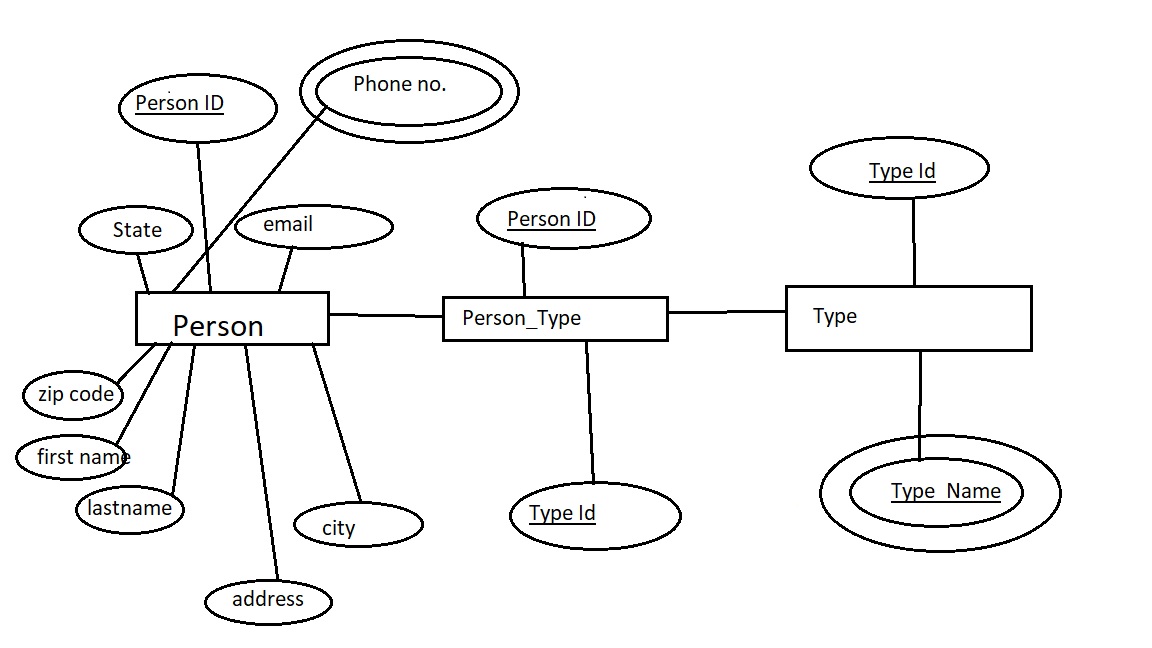 Phone no.
Person ID
Type Id
Person ID
State
email
Person
Person_Type
Type
zip code
first name
lastname
Type_Name
Type Id
city
address